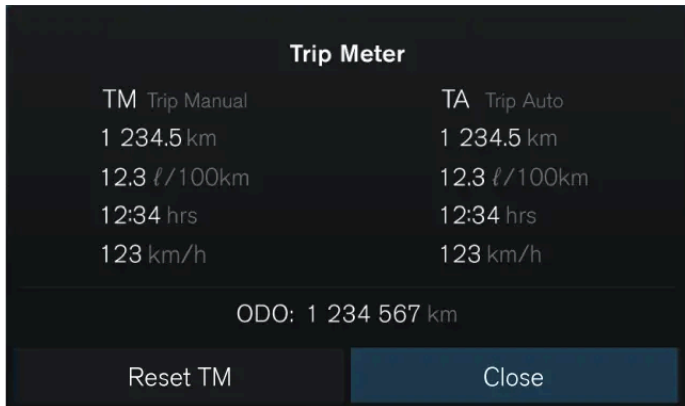 Trip Meter
TM Trip Manual
1 234.5 km
12.3 ℓ/100km
12:34 hrs
123 km/h
TA Trip Auto
1 234.5 km
12.3 ℓ/100km
12:34 hrs
123 km/h
ODO: 1 234 567 km
Reset TM
Close